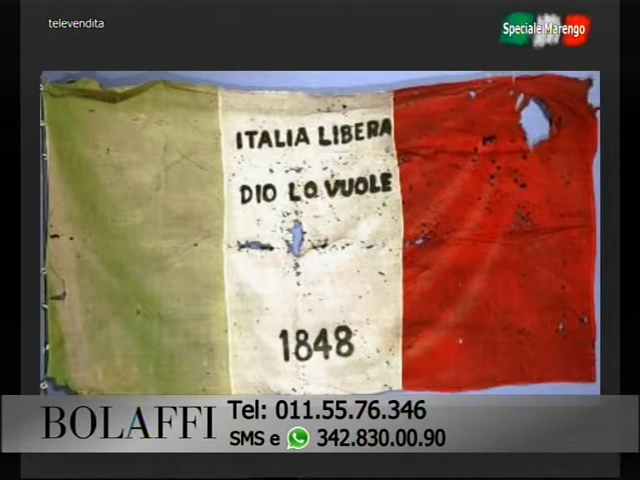 televendita
Speciale Marengo
ITALIA LIBERA
DIO LO VUOLE
1848
BOLAFFI
Tel: 011.55.76.346
SMS e 342.830.00.90